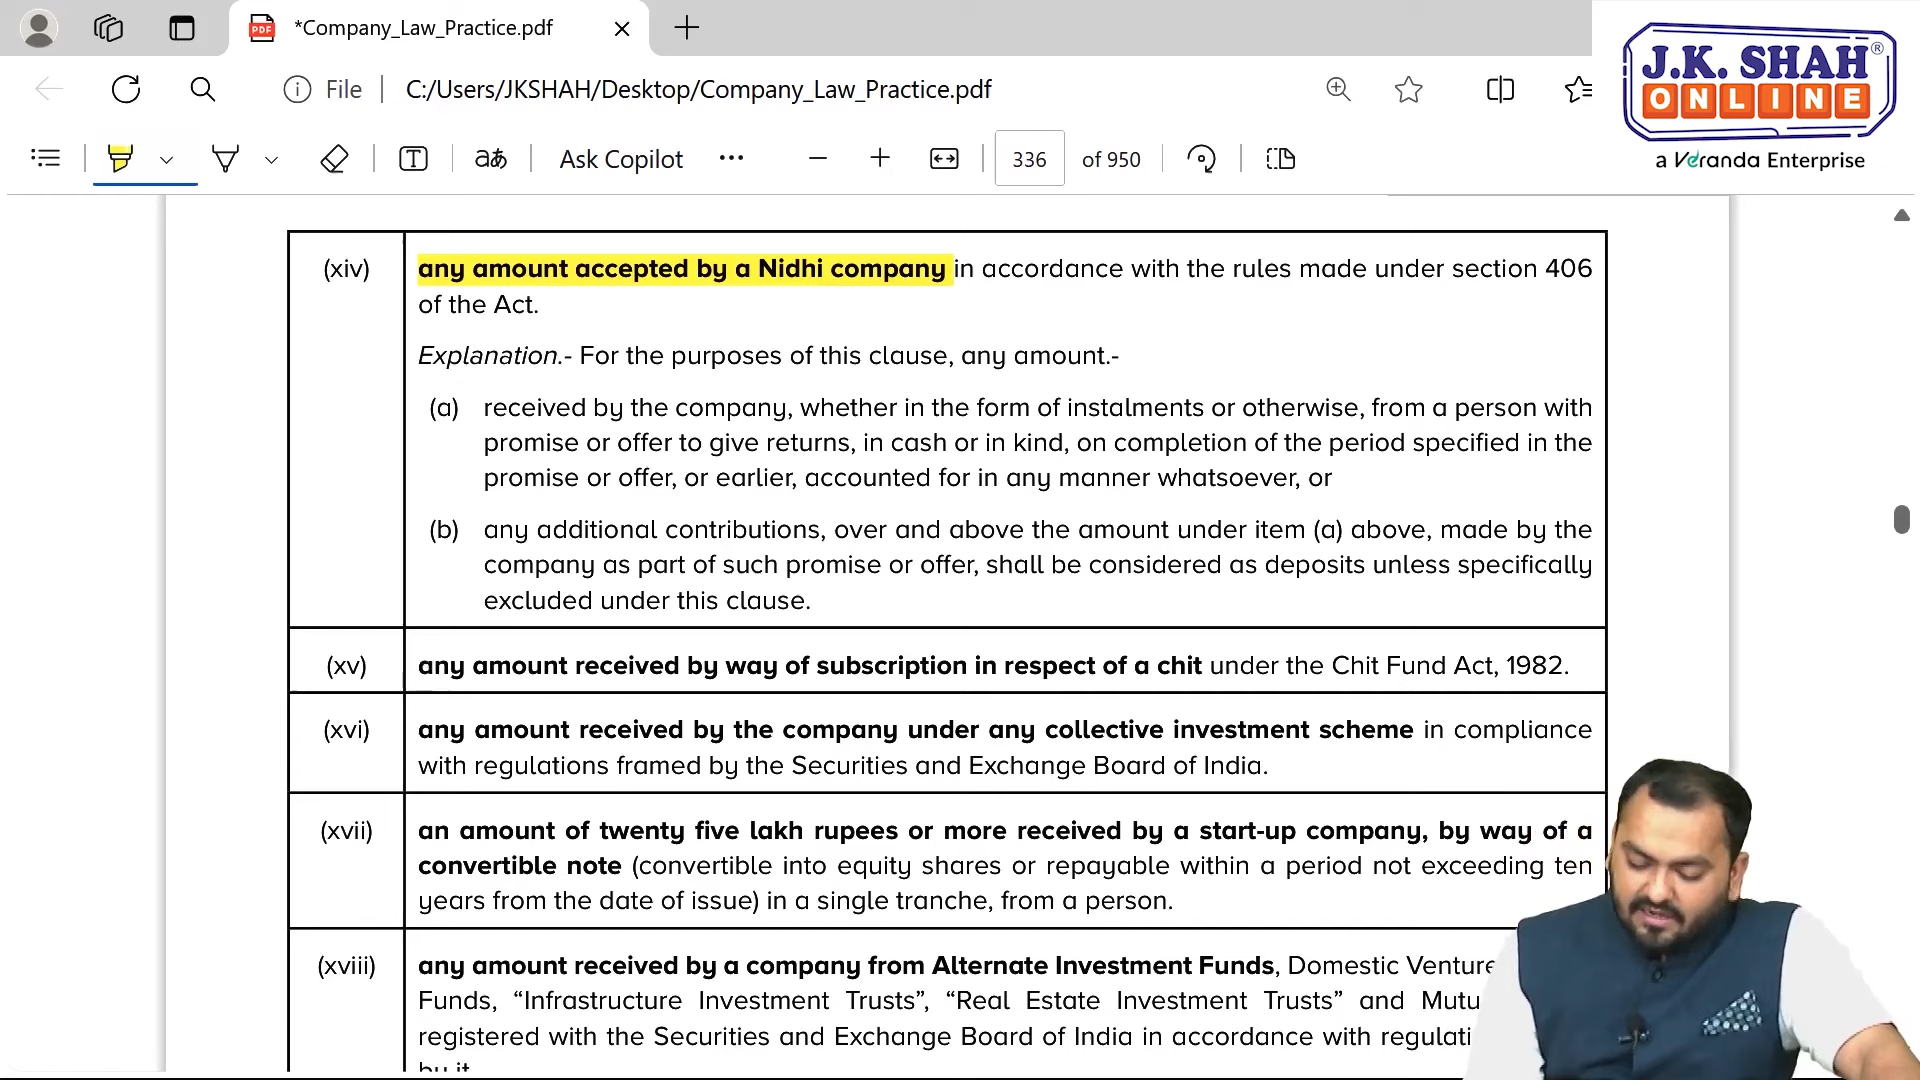 *Company_Law_Practice.pdf
File
C:/Users/JKSHAH/Desktop/Company_Law_Practice.pdf
J.K. SHAH®
ONLINE
a Veranda Enterprise
Ask Copilot
336 of 950
(xiv) any amount accepted by a Nidhi company in accordance with the rules made under section 406
of the Act.
Explanation.- For the purposes of this clause, any amount.-
(a) received by the company, whether in the form of instalments or otherwise, from a person with
promise or offer to give returns, in cash or in kind, on completion of the period specified in the
promise or offer, or earlier, accounted for in any manner whatsoever, or
(b) any additional contributions, over and above the amount under item (a) above, made by the
company as part of such promise or offer, shall be considered as deposits unless specifically
excluded under this clause.
(xv) any amount received by way of subscription in respect of a chit under the Chit Fund Act, 1982.
(xvi) any amount received by the company under any collective investment scheme in compliance
with regulations framed by the Securities and Exchange Board of India.
(xvii) an amount of twenty five lakh rupees or more received by a start-up company, by way of a
convertible note (convertible into equity shares or repayable within a period not exceeding ten
years from the date of issue) in a single tranche, from a person.
(xviii) any amount received by a company from Alternate Investment Funds, Domestic Venture
Funds, “Infrastructure Investment Trusts”, “Real Estate Investment Trusts” and
registered with the Securities and Exchange Board of India in accordance with
by it